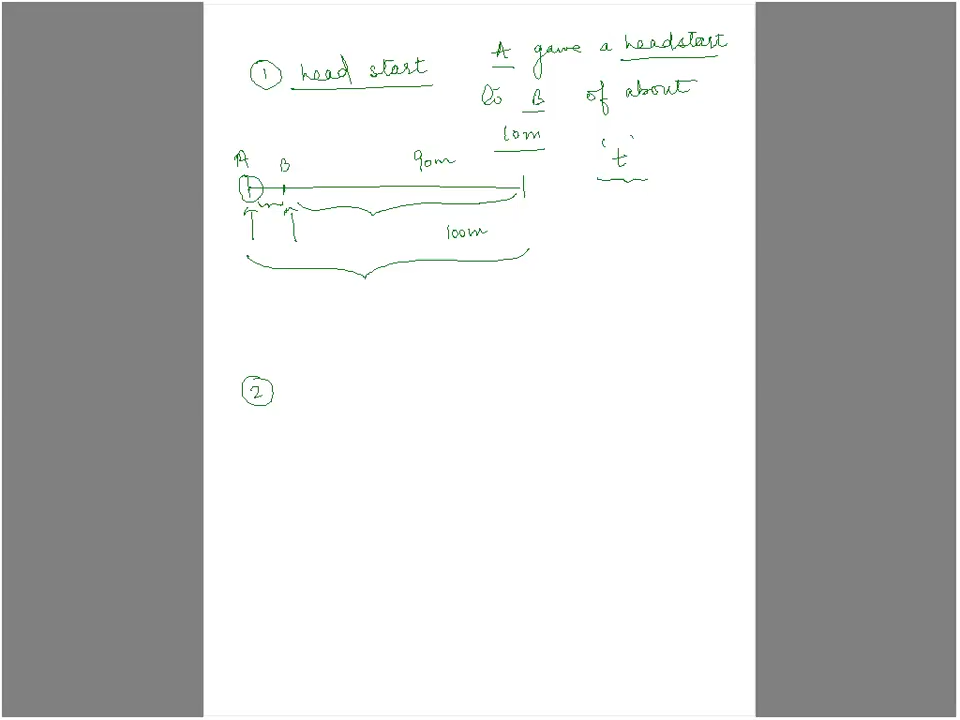 ① head start
A gave a headstart
to B of about
10m
't'
A B 90m
100m
②